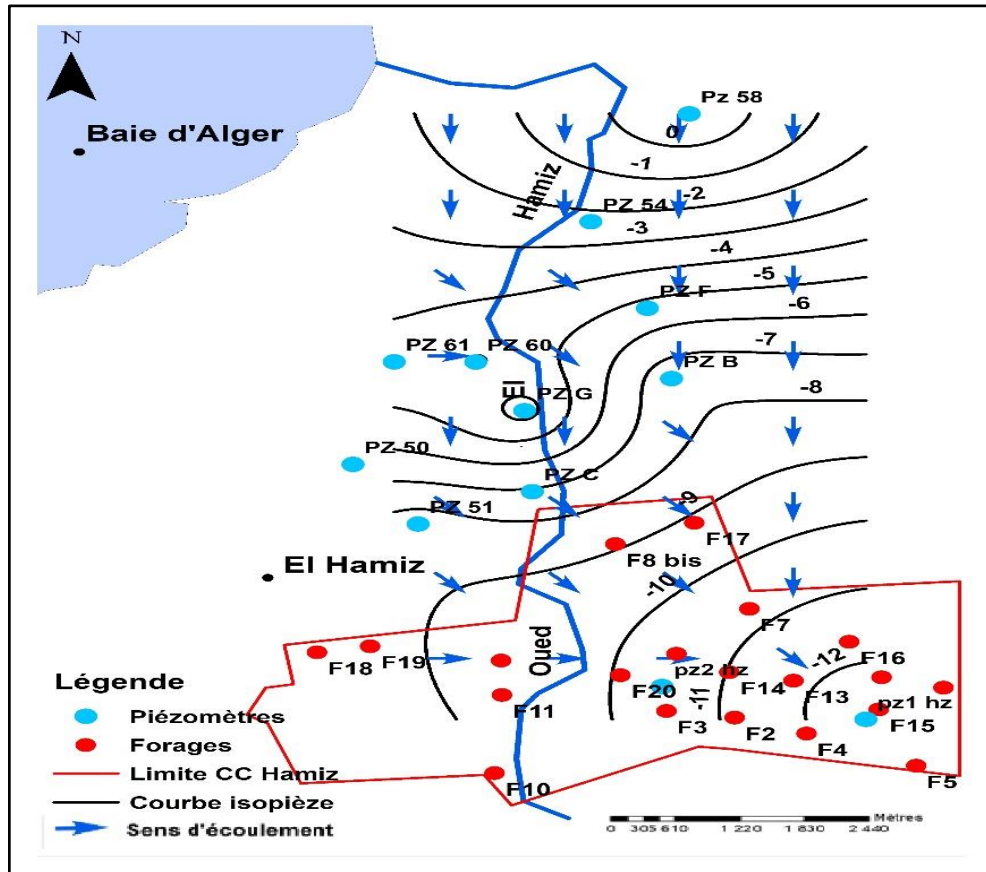 N
Baie d'Alger
Pz 58
0
-1
Hamiz
-2
PZ 54
-3
-4
-5
PZ F
-6
PZ 61
PZ 60
-7
PZ B
El
PZ G
-8
PZ 50
PZ C
-9
PZ 51
F17
F8 bis
El Hamiz
-10
F7
Oued
-12
F18
F19
F16
pz2 hz
F20
F14
F13
-11
pz1 hz
F11
F3
F2
F15
F4
F5
F10
Légende
Piézomètres
Forages
Limite CC Hamiz
Courbe isopièze
Sens d'écoulement
Mètres
0 305 610 1 220 1 830 2 440